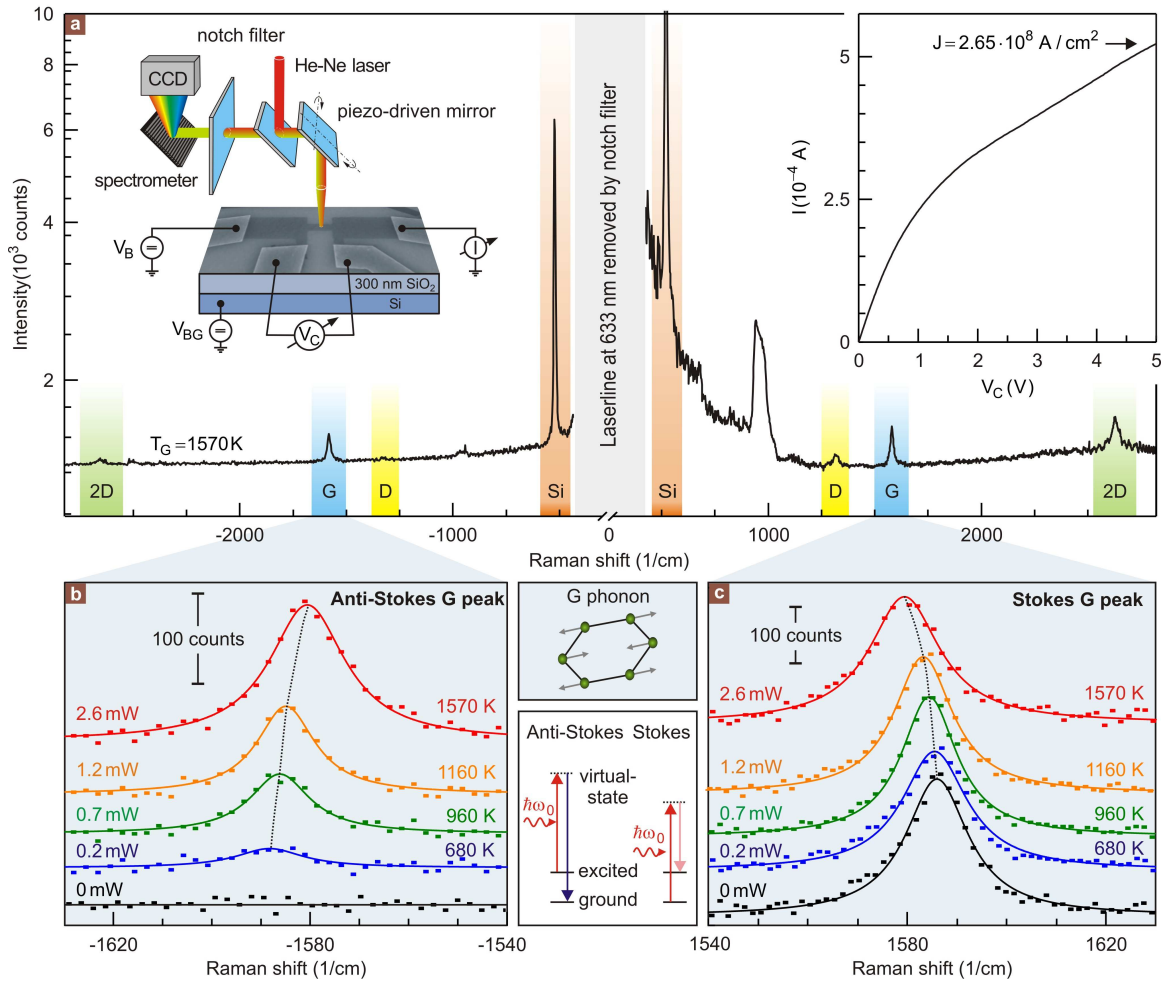 a
10
8
6
4
2
Intensity(10³ counts)
notch filter
CCD
He-Ne laser
piezo-driven mirror
spectrometer
V_B
=
I
300 nm SiO₂
Si
V_BG
=
V_C
T_G = 1570 K
Laserline at 633 nm removed by notch filter
J = 2.65·10⁸ A / cm²
5
2.5
0
I (10⁻⁴ A)
0 1 2 3 4 5
V_C (V)
2D G D Si Si D G 2D
-2000 -1000 0 1000 2000
Raman shift (1/cm)
b
Anti-Stokes G peak
100 counts
2.6 mW 1570 K
1.2 mW 1160 K
0.7 mW 960 K
0.2 mW 680 K
0 mW
-1620 -1580 -1540
Raman shift (1/cm)
G phonon
Anti-Stokes Stokes
virtual-
state
ħω₀
ħω₀
excited
ground
c
Stokes G peak
100 counts
2.6 mW 1570 K
1.2 mW 1160 K
0.7 mW 960 K
0.2 mW 680 K
0 mW
1540 1580 1620
Raman shift (1/cm)